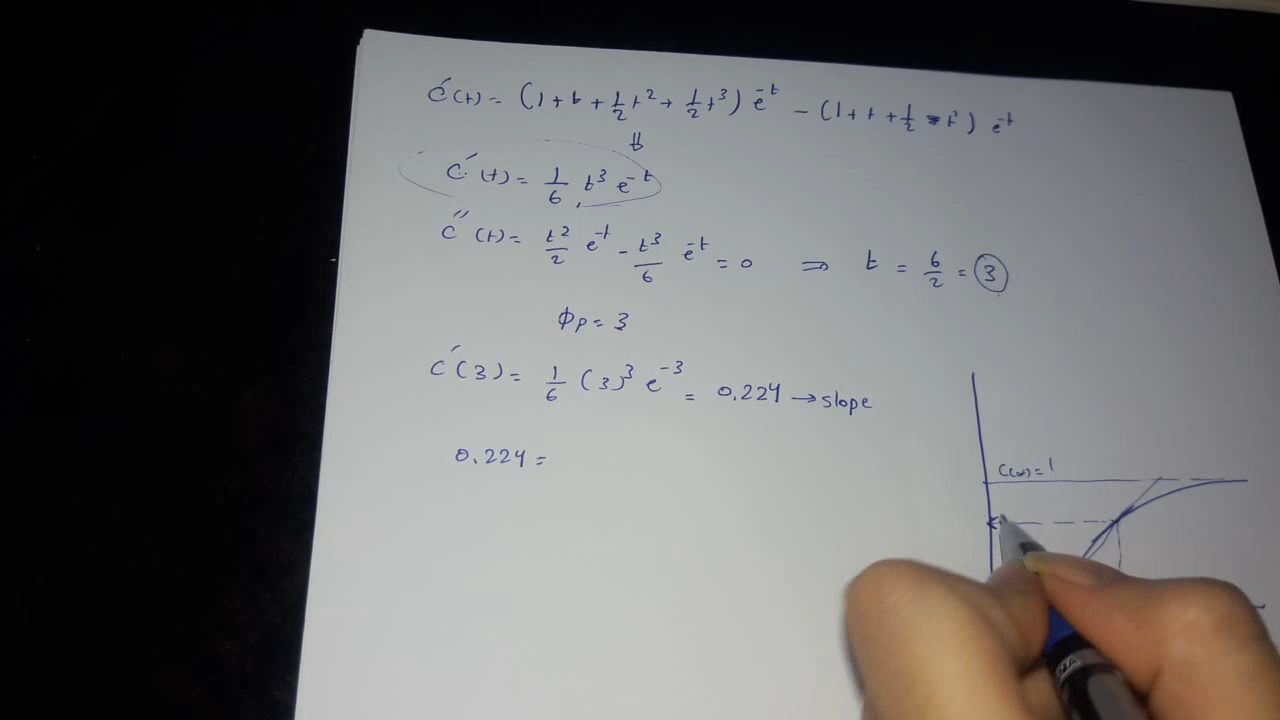 C'(t) = (1 + t + 1/2 t² + 1/2 t³) e^-t − (1 + t + 1/2 t²) e^-t
⇓
C'(t) = 1/6 t³ e^-t
C''(t) = t²/2 e^-t − t³/6 e^-t = 0 ⇒ t = 6/2 = 3
ΦP = 3
C'(3) = 1/6 (3)³ e^-3 = 0.224 → slope
0.224 =
C(∞) = 1
MA